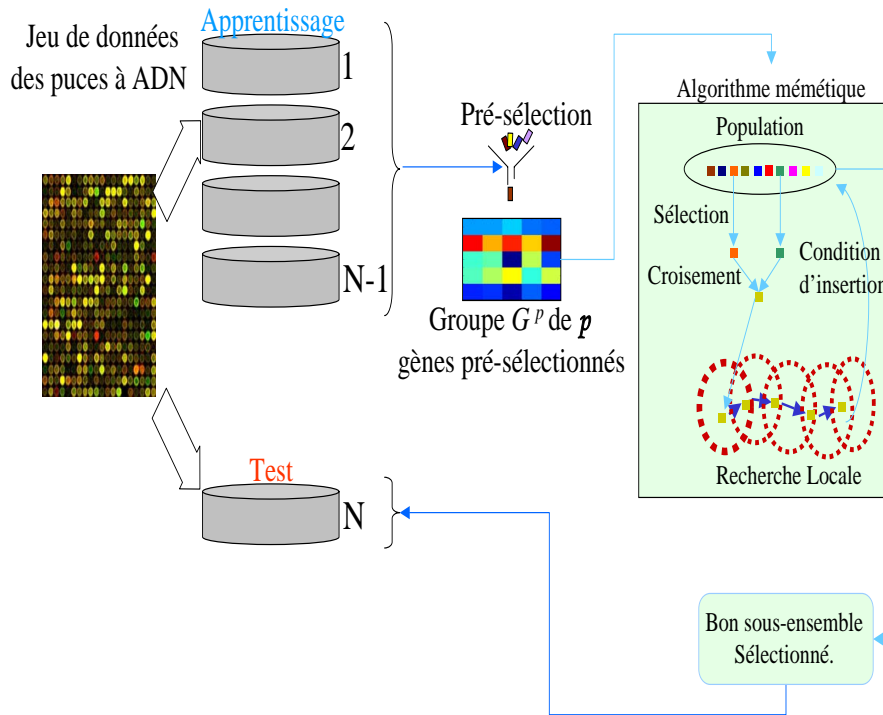 Jeu de données
des puces à ADN
Apprentissage
1
2
N-1
Pré-sélection
Groupe G p de p
gènes pré-sélectionnés
Algorithme mémétique
Population
Sélection
Croisement
Condition
d'insertion
Recherche Locale
Test
N
Bon sous-ensemble
Sélectionné.